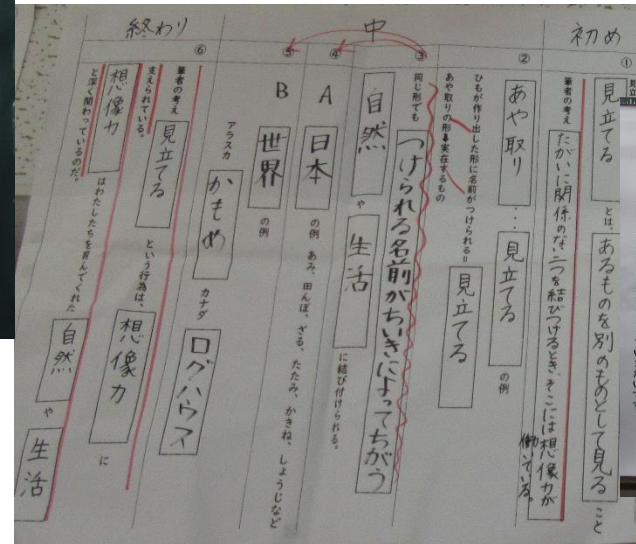 初め
①
見立てる とは、あるものを別のものとして見る こと
筆者の考え たがいに関係のない二つを結びつけるとき、そこには想像力が働いている。
中
②
あや取り … 見立てる の例
ひもが作り出した形に名前がつけられる＝ 見立てる
あや取りの形⬇実在するもの
③
同じ形でも つけられる名前がちいきによってちがう
自然 や 生活 に結び付けられる。
④
A 日本 の例 あみ、田んぼ、ざる、たたみ、かきね、しょうじなど
⑤
B 世界 の例
アラスカ かもめ カナダ ログハウス
終わり
⑥
筆者の考え 見立てる という行為は、 想像力 に
支えられている。
想像力 はわたしたちを育んでくれた 自然 や 生活
と深く関わっているのだ。